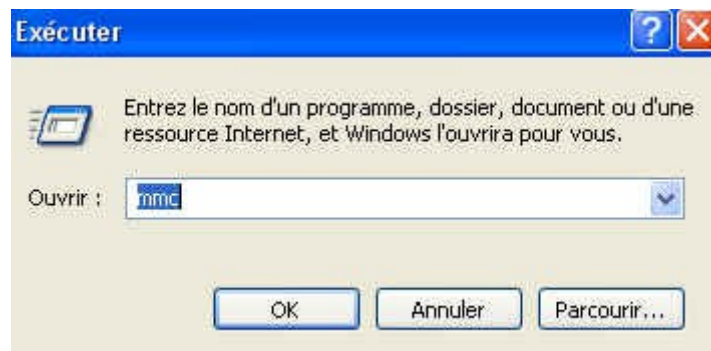 Exécuter
Entrez le nom d'un programme, dossier, document ou d'une
ressource Internet, et Windows l'ouvrira pour vous.
Ouvrir : mmc
OK Annuler Parcourir...